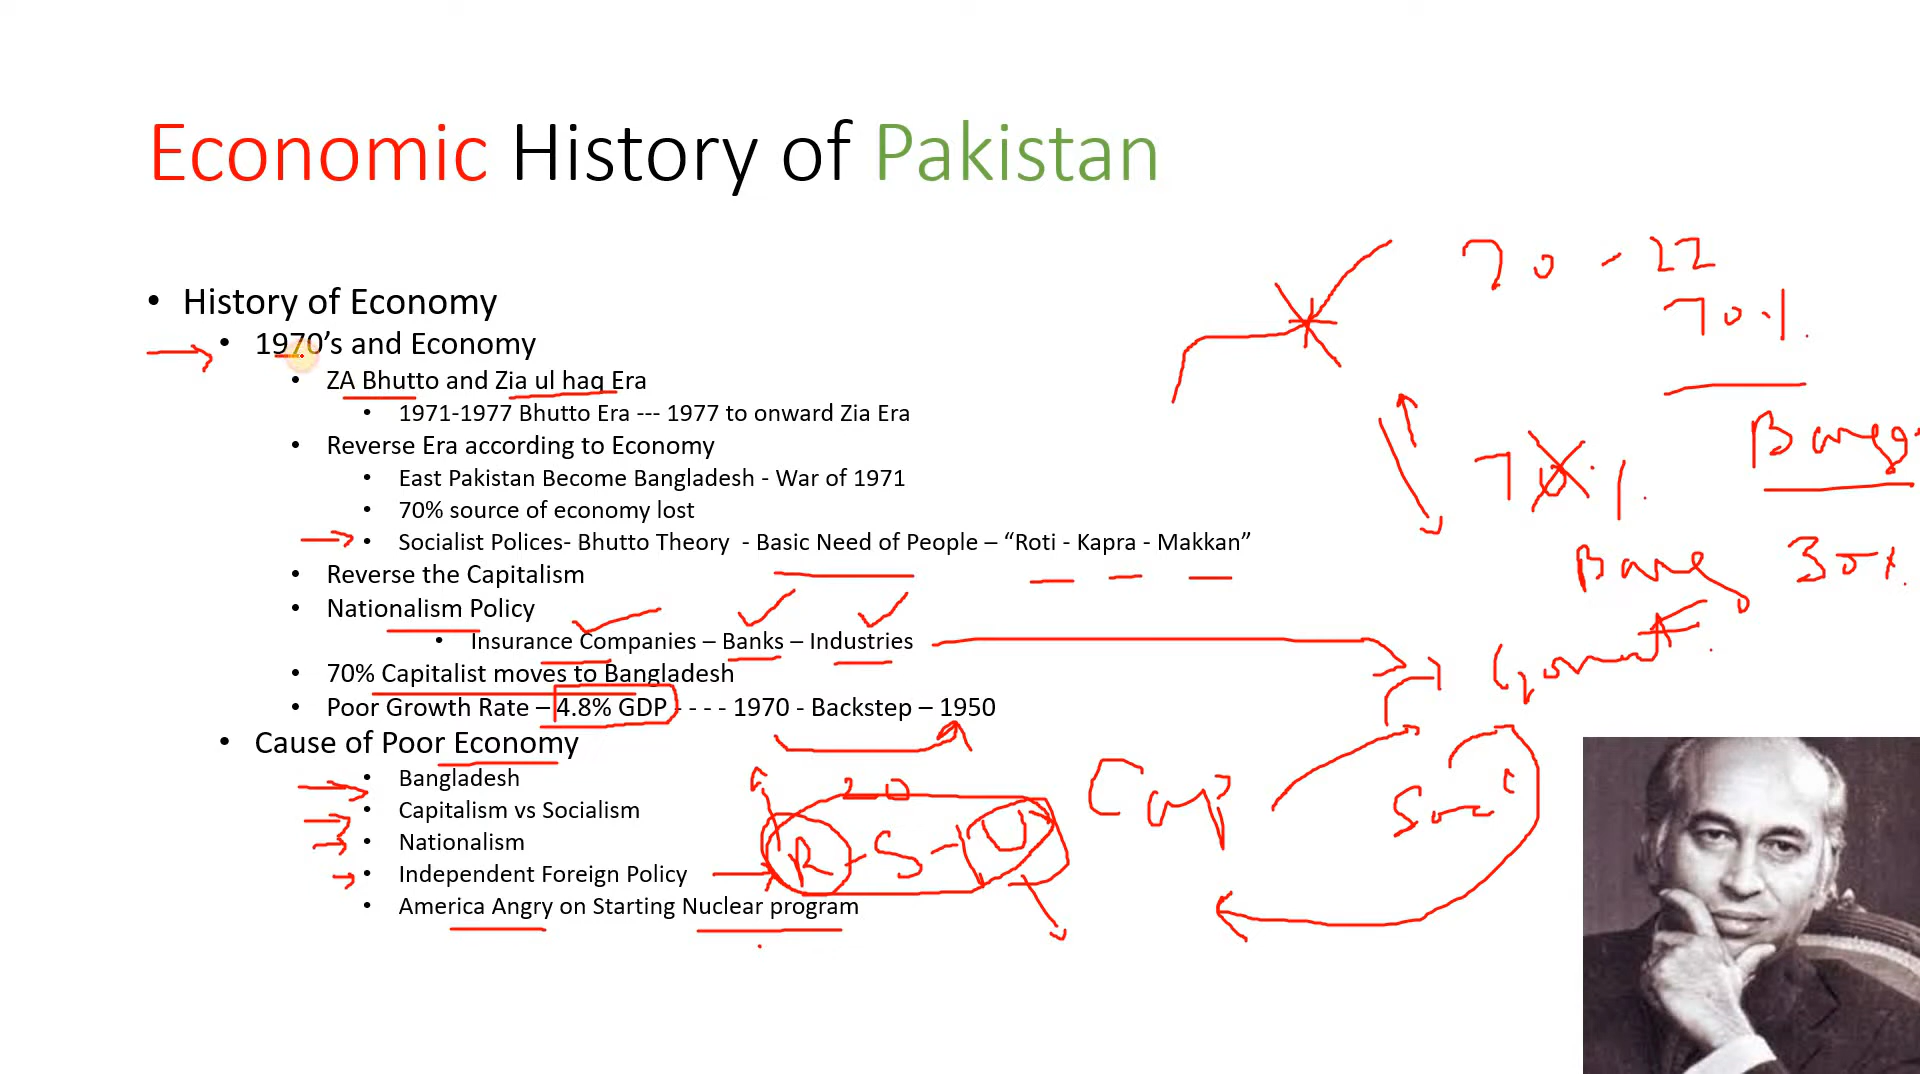 Economic History of Pakistan
• History of Economy
• 1970's and Economy
• ZA Bhutto and Zia ul haq Era
• 1971-1977 Bhutto Era --- 1977 to onward Zia Era
• Reverse Era according to Economy
• East Pakistan Become Bangladesh - War of 1971
• 70% source of economy lost
• Socialist Polices- Bhutto Theory - Basic Need of People – “Roti - Kapra - Makkan”
• Reverse the Capitalism
• Nationalism Policy
• Insurance Companies – Banks – Industries
• 70% Capitalist moves to Bangladesh
• Poor Growth Rate – 4.8% GDP - - - - 1970 - Backstep – 1950
• Cause of Poor Economy
• Bangladesh
• Capitalism vs Socialism
• Nationalism
• Independent Foreign Policy
• America Angry on Starting Nuclear program
70 - 22
70%
70%
30%
20
R - S - U
Cap